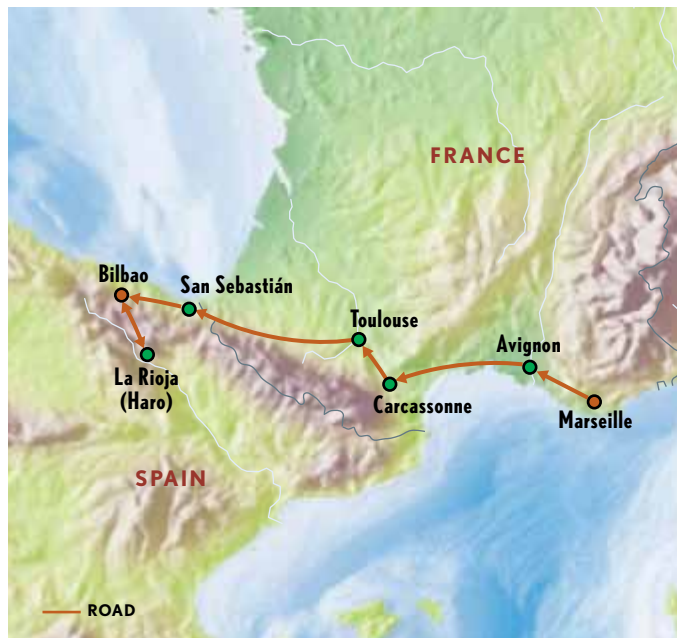 FRANCE
Bilbao
San Sebastián
Toulouse
Avignon
La Rioja
(Haro)
Carcassonne
Marseille
SPAIN
ROAD